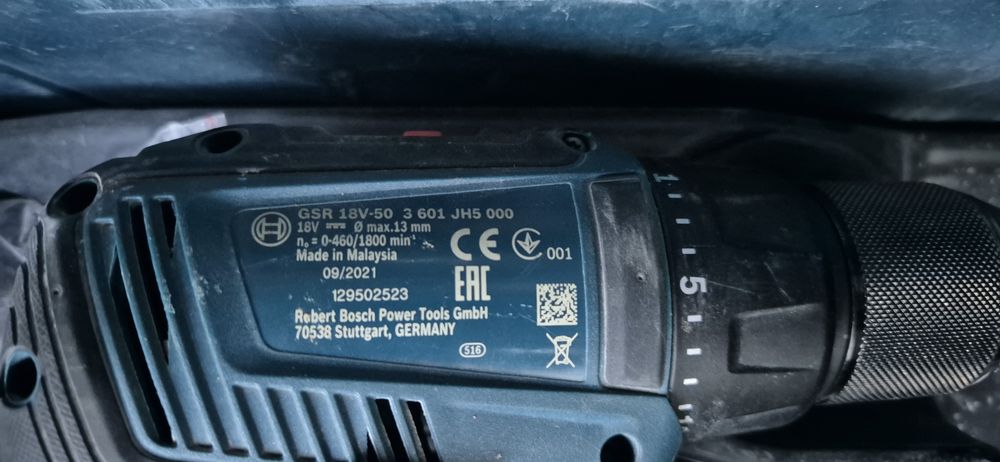 GSR 18V-50 3 601 JH5 000
18V Ø max.13 mm
n₀ = 0-460/1800 min⁻¹
Made in Malaysia
09/2021
129502523
Robert Bosch Power Tools GmbH
70538 Stuttgart, GERMANY
CE
001
EAC
516
1
5